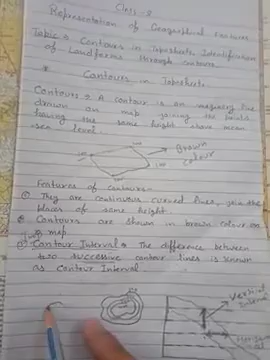 Class - 8
Representation of Geographical Features
Topic: Contours in Toposheets, Identification
of Landforms through contours.
Contours in Toposheets
Contours: A contour is an imaginary line
drawn on map joining the points
having the same height above mean
sea level.
Brown
colour
Features of contours-
① They are continuous curved lines, join the
places of same height.
② Contours are shown in brown colour on
map.
③ Contour Interval: The difference between
two successive contour lines is known
as Contour Interval.
Vertical